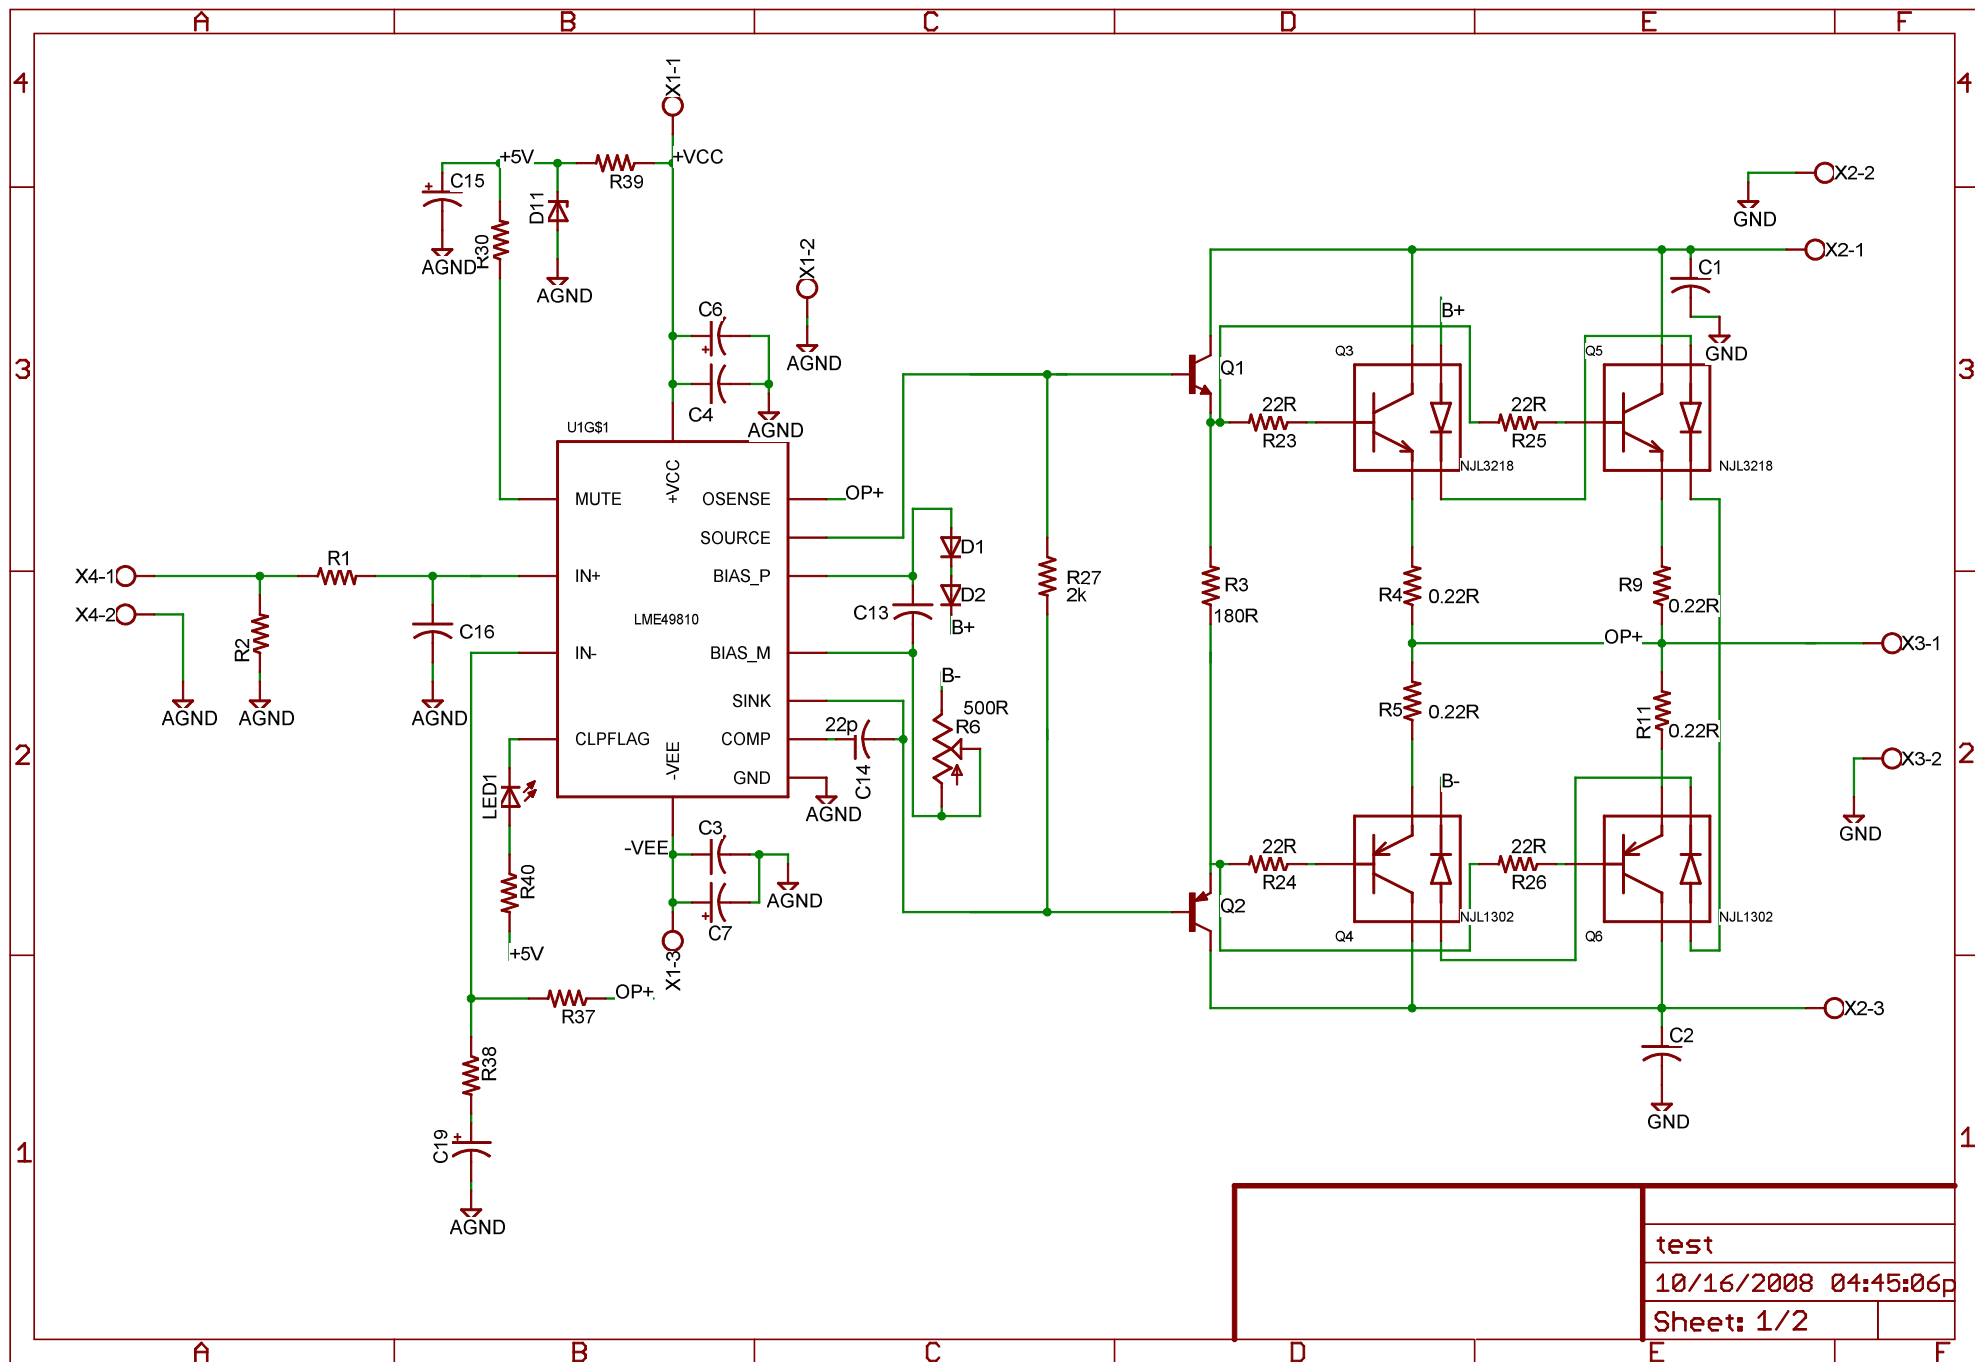 A
B
C
D
E
F
4
4
X1-1
+5V
+VCC
C15
R39
D11
R30
AGND
AGND
X2-2
GND
X2-1
X1-2
C1
C6
AGND
B+
GND
3
3
Q3
Q5
Q1
C4
AGND
22R
22R
R23
R25
U1G$1
NJL3218
NJL3218
+VCC
MUTE
OSENSE
OP+
SOURCE
D1
X4-1
R1
IN+
BIAS_P
R27
2k
R3
R4
0.22R
R9
0.22R
D2
C13
180R
X4-2
LME49810
B+
C16
R2
IN-
BIAS_M
OP+
X3-1
B-
AGND
AGND
AGND
SINK
500R
R6
R5
0.22R
R11
0.22R
22p
CLPFLAG
COMP
-VEE
X3-2
2
2
GND
C14
B-
LED1
AGND
GND
C3
-VEE
22R
22R
R24
R26
R40
AGND
Q2
NJL1302
NJL1302
C7
Q4
Q6
+5V
X1-3
OP+
R37
X2-3
C2
R38
GND
C19
1
1
AGND
test
10/16/2008 04:45:06p
Sheet: 1/2
A
B
C
D
E
F